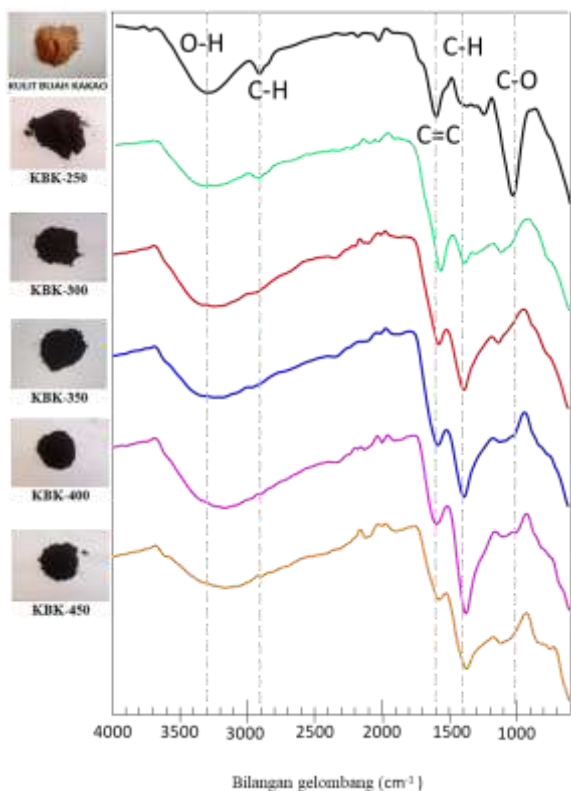 KULIT BUAH KAKAO
KBK-250
KBK-300
KBK-350
KBK-400
KBK-450
O-H
C-H
C=C
C-H
C-O
4000 3500 3000 2500 2000 1500 1000
Bilangan gelombang (cm⁻¹)